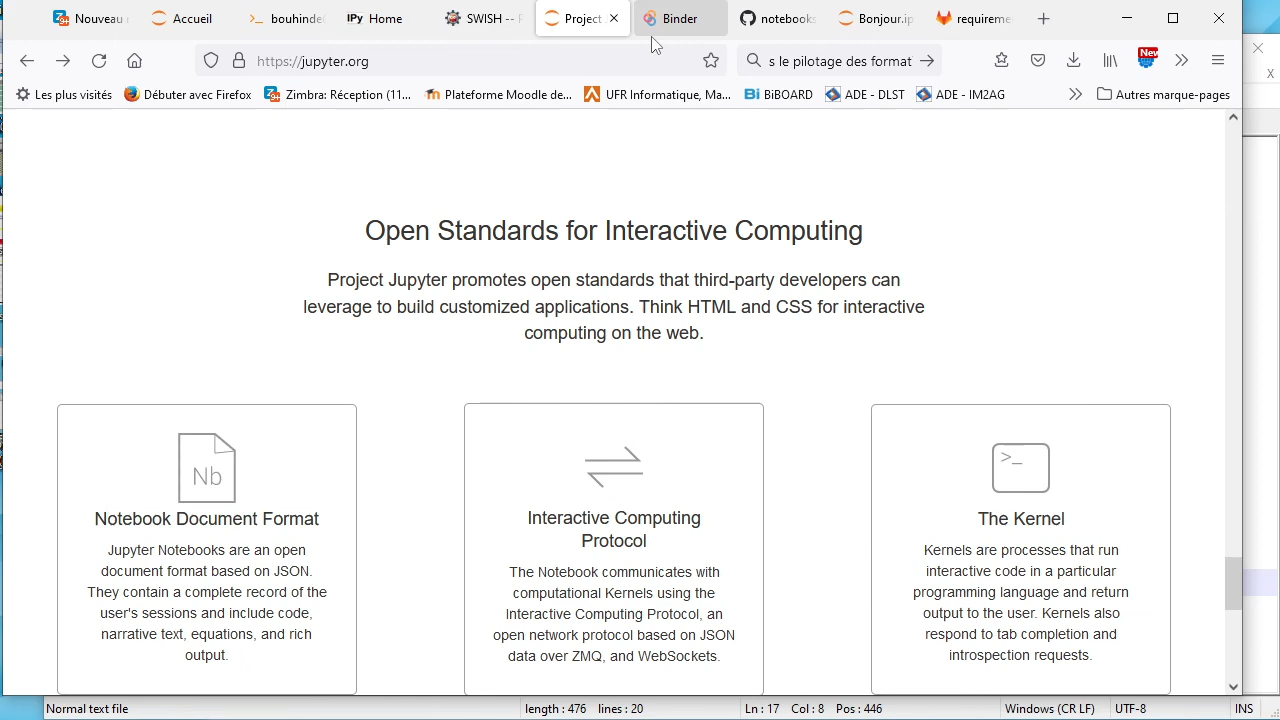 Nouveau
Accueil
bouhinde
IPy Home
SWISH --
Project
Binder
notebooks
Bonjour.ip
requireme
https://jupyter.org
s le pilotage des format
New
Les plus visités
Débuter avec Firefox
Zimbra: Réception (11...
Plateforme Moodle de...
UFR Informatique, Ma...
Bi BiBOARD
ADE - DLST
ADE - IM2AG
Autres marque-pages
Open Standards for Interactive Computing
Project Jupyter promotes open standards that third-party developers can
leverage to build customized applications. Think HTML and CSS for interactive
computing on the web.
Nb
Notebook Document Format
Jupyter Notebooks are an open
document format based on JSON.
They contain a complete record of the
user's sessions and include code,
narrative text, equations, and rich
output.
Interactive Computing
Protocol
The Notebook communicates with
computational Kernels using the
Interactive Computing Protocol, an
open network protocol based on JSON
data over ZMQ, and WebSockets.
>_
The Kernel
Kernels are processes that run
interactive code in a particular
programming language and return
output to the user. Kernels also
respond to tab completion and
introspection requests.
Normal text file
length : 476 lines : 20
Ln : 17 Col : 8 Pos : 446
Windows (CR LF)
UTF-8
INS